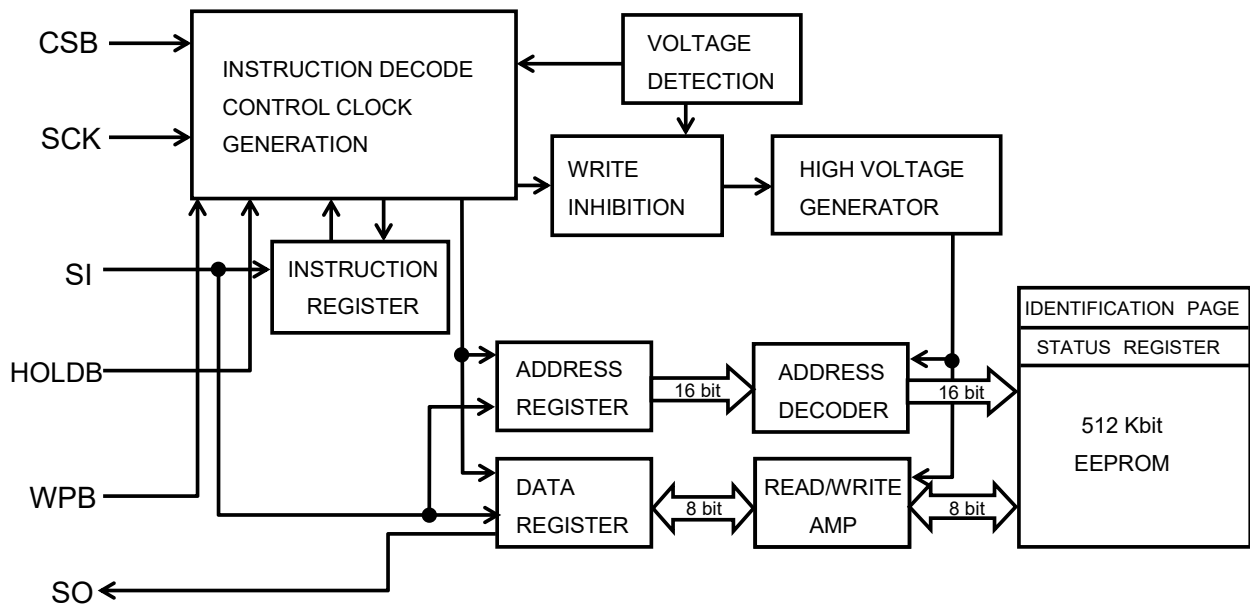 CSB
SCK
SI
HOLDB
WPB
SO
INSTRUCTION DECODE
CONTROL CLOCK
GENERATION
VOLTAGE
DETECTION
WRITE
INHIBITION
HIGH VOLTAGE
GENERATOR
INSTRUCTION
REGISTER
ADDRESS
REGISTER
16 bit
ADDRESS
DECODER
16 bit
DATA
REGISTER
8 bit
READ/WRITE
AMP
8 bit
IDENTIFICATION PAGE
STATUS REGISTER
512 Kbit
EEPROM